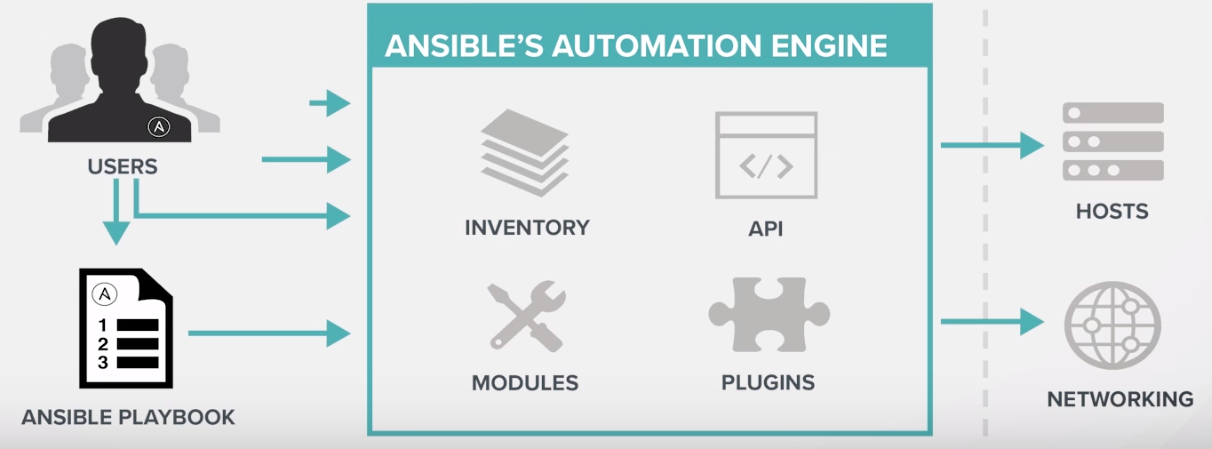 ANSIBLE'S AUTOMATION ENGINE
USERS
A
INVENTORY
API
</>
HOSTS
A
1
2
3
MODULES
PLUGINS
ANSIBLE PLAYBOOK
NETWORKING